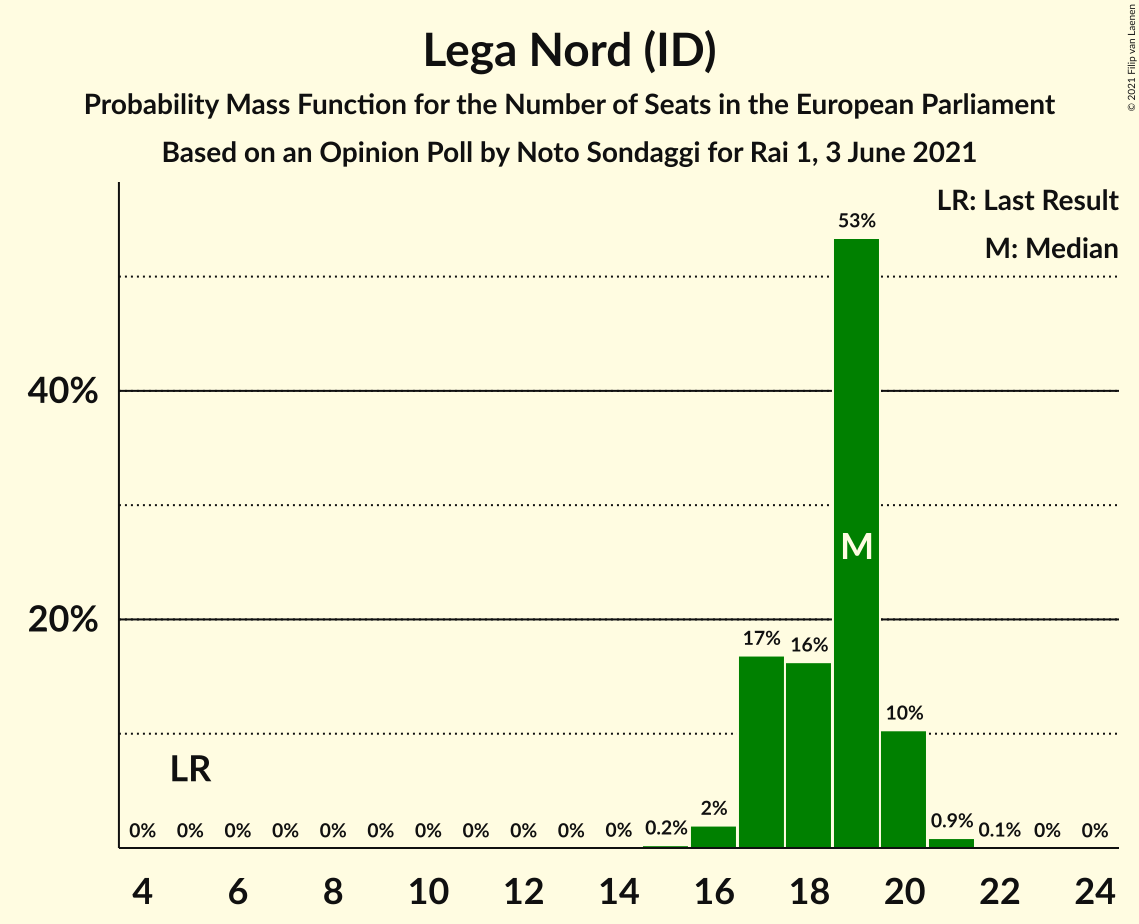 Lega Nord (ID)
Probability Mass Function for the Number of Seats in the European Parliament
Based on an Opinion Poll by Noto Sondaggi for Rai 1, 3 June 2021
© 2021 Filip van Laenen
LR: Last Result
M: Median
40%
20%
53%
M
17%
16%
10%
LR
0%
0%
0%
0%
0%
0%
0%
0%
0%
0%
0%
0.2%
2%
0.9%
0.1%
0%
0%
4 6 8 10 12 14 16 18 20 22 24